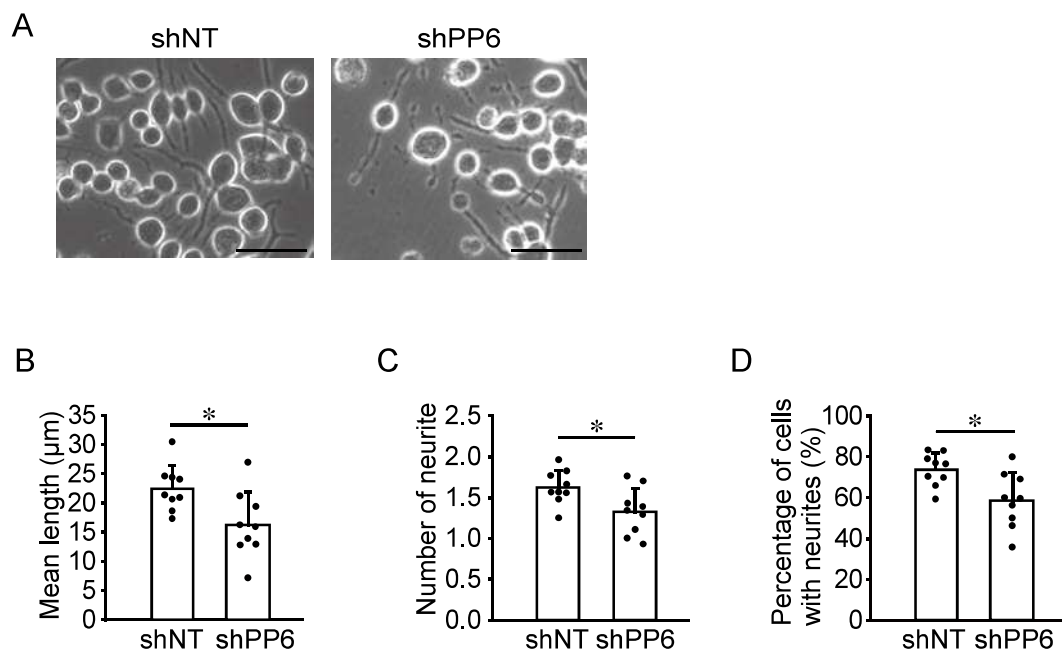 A
shNT
shPP6
B
Mean length (μm)
35
30
25
20
15
10
5
0
*
shNT shPP6
C
Number of neurite
2.5
2.0
1.5
1.0
0.5
0.0
*
shNT shPP6
D
Percentage of cells
with neurites (%)
100
80
60
40
20
0
*
shNT shPP6